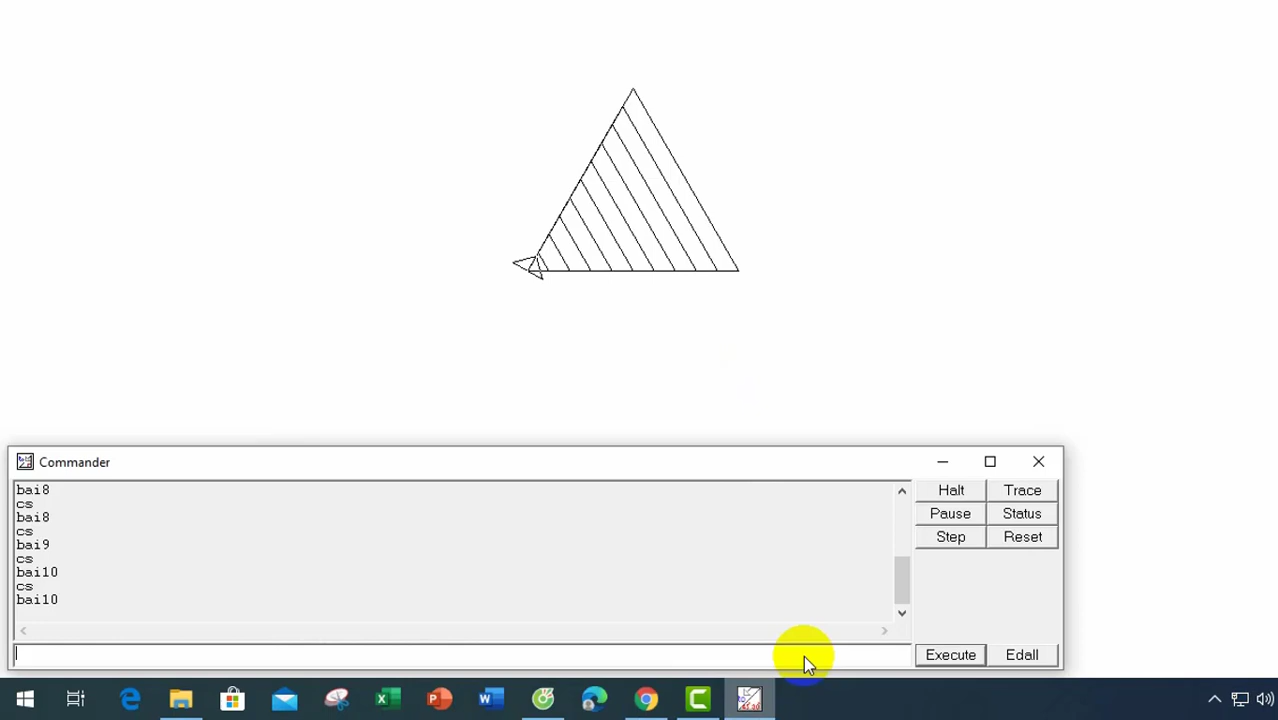 Commander
bai8
cs
bai8
cs
bai9
cs
bai10
cs
bai10
Halt
Trace
Pause
Status
Step
Reset
Execute
Edall